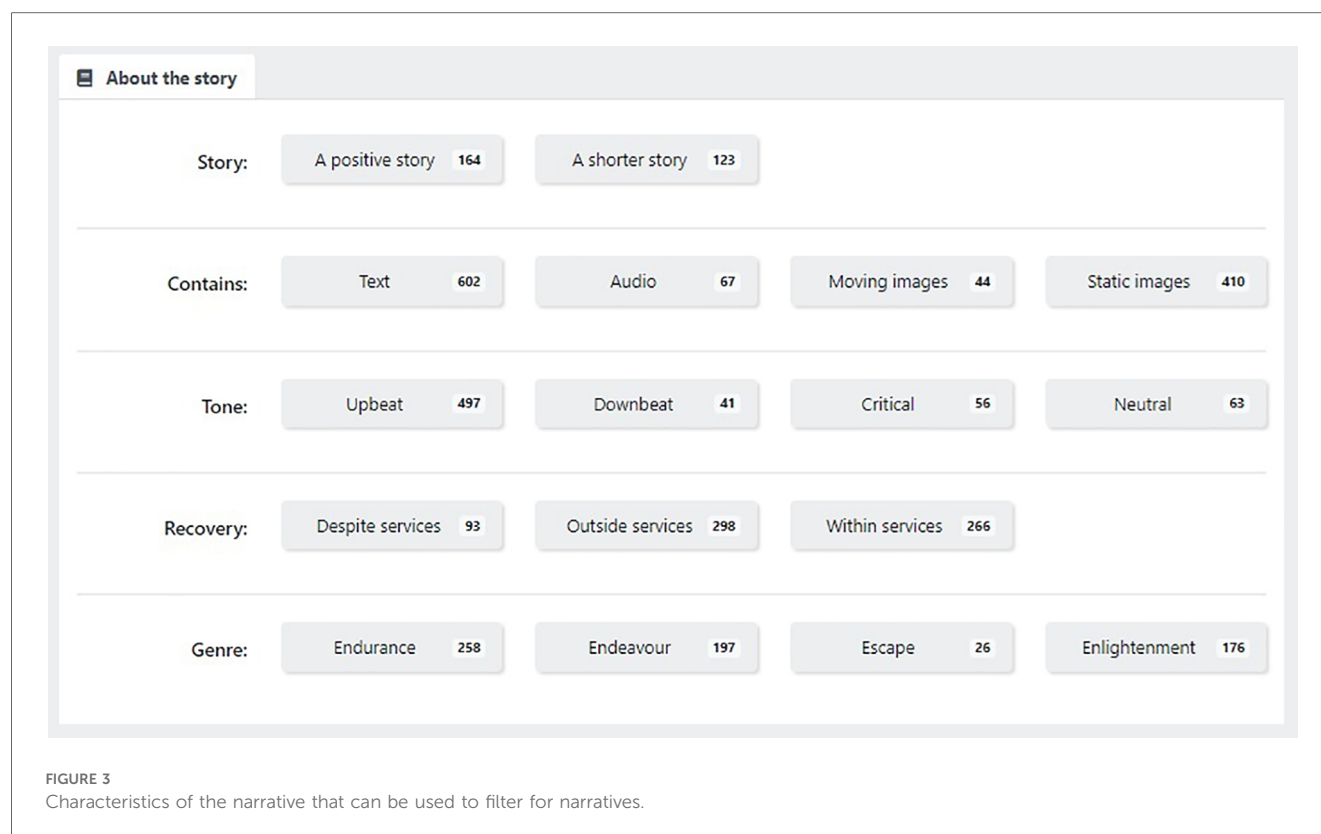 About the story
Story: A positive story 164 A shorter story 123
Contains: Text 602 Audio 67 Moving images 44 Static images 410
Tone: Upbeat 497 Downbeat 41 Critical 56 Neutral 63
Recovery: Despite services 93 Outside services 298 Within services 266
Genre: Endurance 258 Endeavour 197 Escape 26 Enlightenment 176
FIGURE 3
Characteristics of the narrative that can be used to filter for narratives.